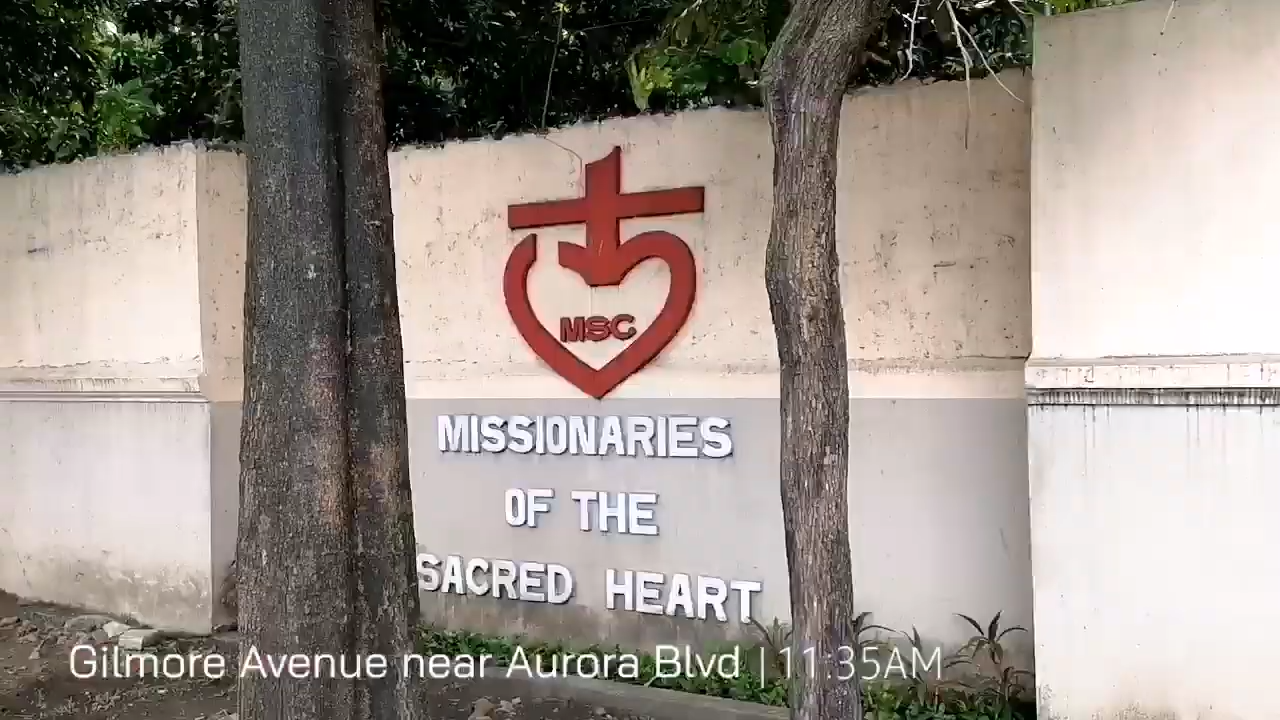 MSC
MISSIONARIES
OF THE
SACRED HEART
Gilmore Avenue near Aurora Blvd | 11:35AM